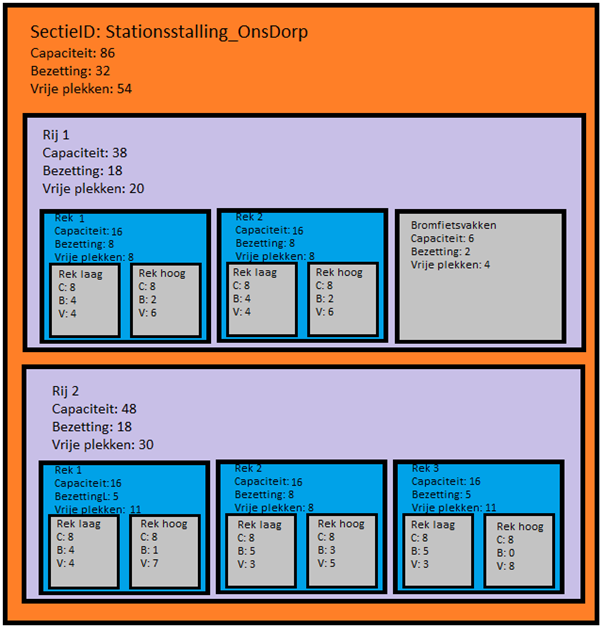 SectieID: Stationsstalling_OnsDorp
Capaciteit: 86
Bezetting: 32
Vrije plekken: 54
Rij 1
Capaciteit: 38
Bezetting: 18
Vrije plekken: 20
Rek 1
Capaciteit: 16
Bezetting: 8
Vrije plekken: 8
Rek laag
C: 8
B: 4
V: 4
Rek hoog
C: 8
B: 2
V: 6
Rek 2
Capaciteit: 16
Bezetting: 8
Vrije plekken: 8
Rek laag
C: 8
B: 4
V: 4
Rek hoog
C: 8
B: 2
V: 6
Bromfietsvakken
Capaciteit: 6
Bezetting: 2
Vrije plekken: 4
Rij 2
Capaciteit: 48
Bezetting: 18
Vrije plekken: 30
Rek 1
Capaciteit:16
BezettingL: 5
Vrije plekken: 11
Rek laag
C: 8
B: 4
V: 4
Rek hoog
C: 8
B: 1
V: 7
Rek 2
Capaciteit: 16
Bezetting: 8
Vrije plekken: 8
Rek laag
C: 8
B: 5
V: 3
Rek hoog
C: 8
B: 3
V: 5
Rek 3
Capaciteit: 16
Bezetting: 5
Vrije plekken: 11
Rek laag
C: 8
B: 5
V: 3
Rek hoog
C: 8
B: 0
V: 8